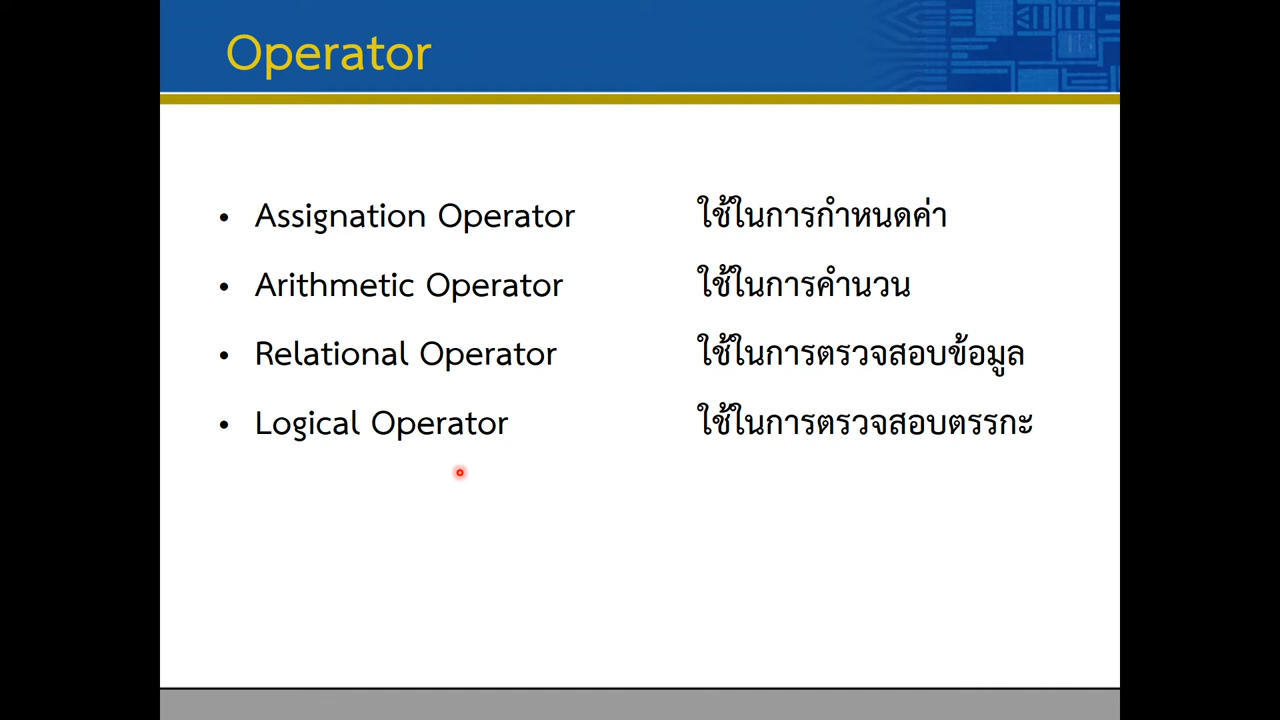 Operator
• Assignation Operator ใช้ในการกำหนดค่า
• Arithmetic Operator ใช้ในการคำนวน
• Relational Operator ใช้ในการตรวจสอบข้อมูล
• Logical Operator ใช้ในการตรวจสอบตรรกะ